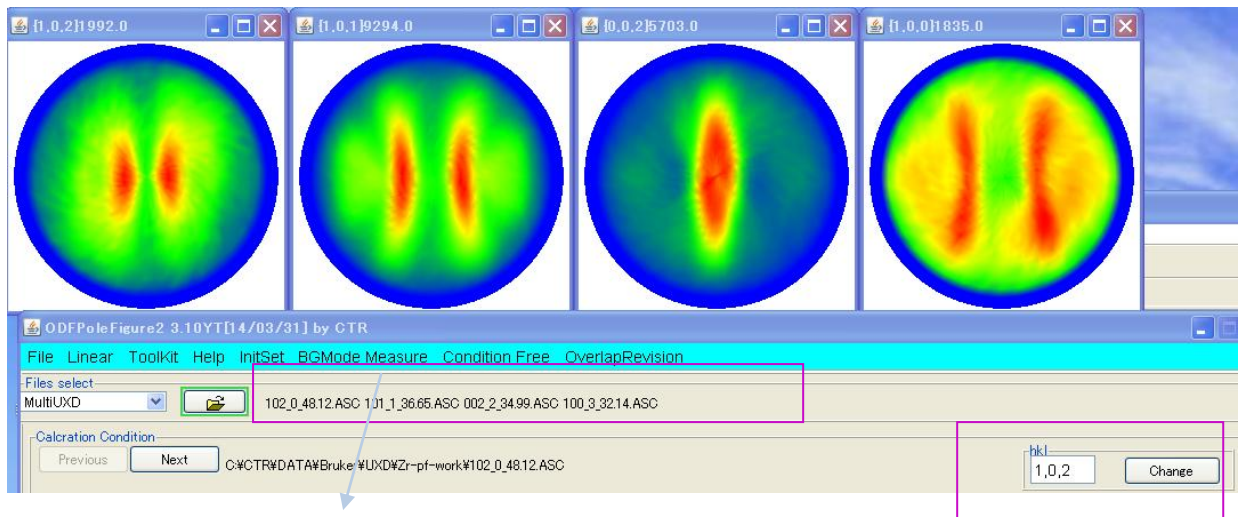 {1,0,2}1992.0
{1,0,1}9294.0
{0,0,2}5703.0
{1,0,0}1835.0
ODFPoleFigure2 3.10YT[14/03/31] by CTR
File Linear ToolKit Help InitSet BGMode Measure Condition Free OverlapRevision
Files select
MultiUXD
102_0_48.12.ASC 101_1_36.65.ASC 002_2_34.99.ASC 100_3_32.14.ASC
Calcration Condition
Previous
Next
C:¥CTR¥DATA¥Bruker¥UXD¥Zr-pf-work¥102_0_48.12.ASC
hkl
1,0,2
Change